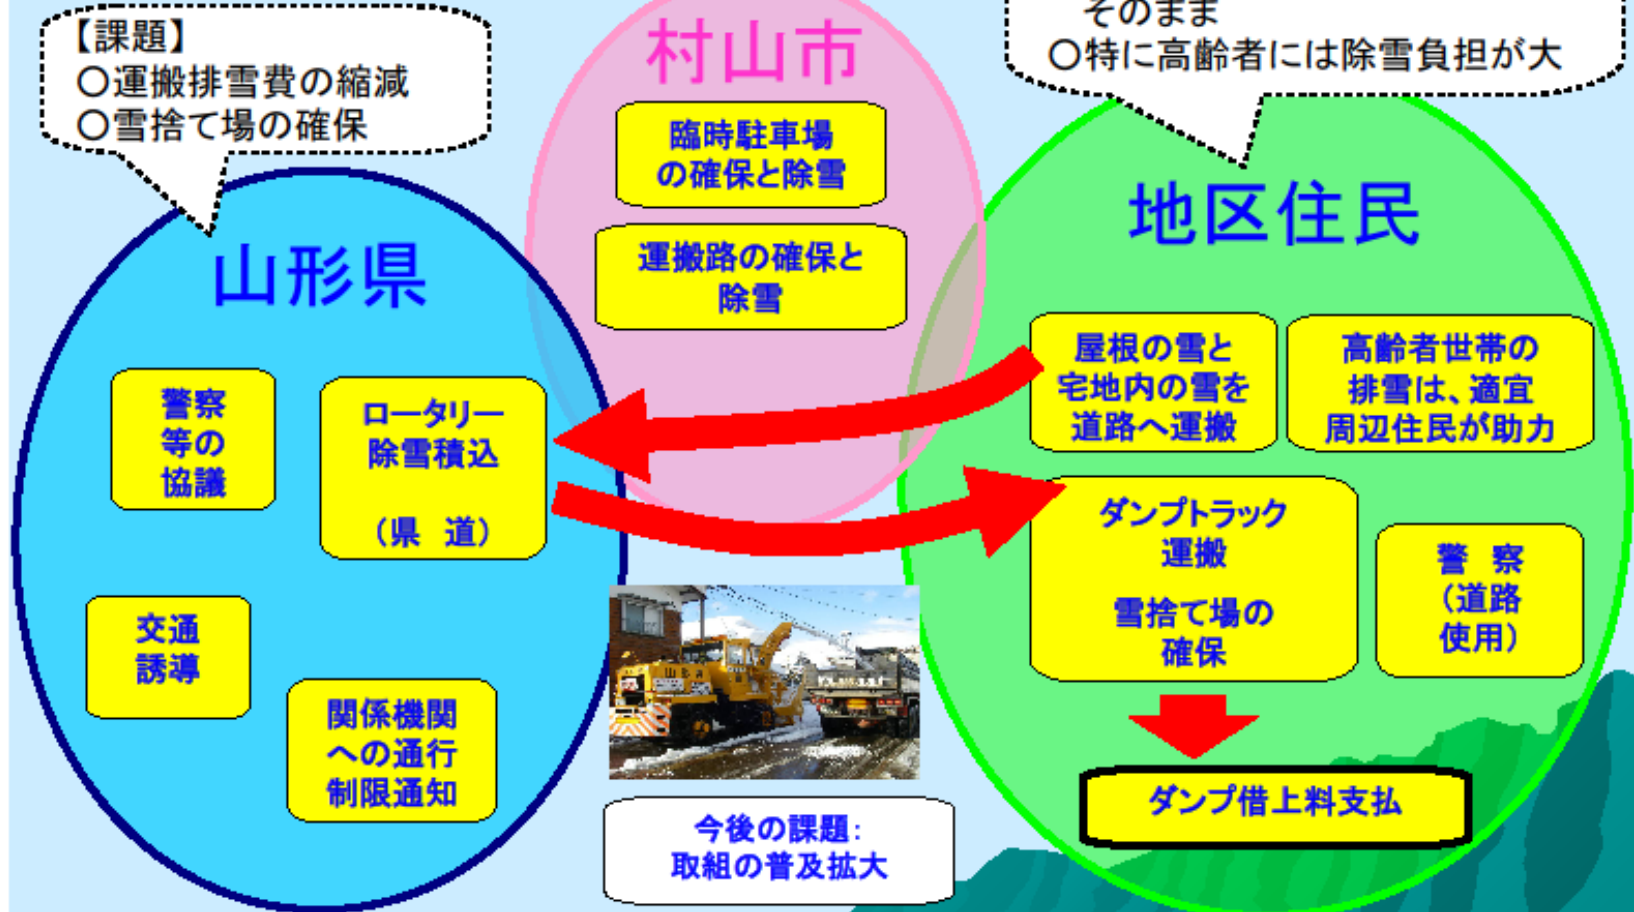 【課題】
○運搬排雪費の縮減
○雪捨て場の確保
村山市
臨時駐車場
の確保と除雪
運搬路の確保と
除雪
そのまま
○特に高齢者には除雪負担が大
山形県
警察
等の
協議
ロータリー
除雪積込
（県　道）
交通
誘導
関係機関
への通行
制限通知
地区住民
屋根の雪と
宅地内の雪を
道路へ運搬
高齢者世帯の
排雪は、適宜
周辺住民が助力
ダンプトラック
運搬
雪捨て場の
確保
警　察
（道路
使用）
ダンプ借上料支払
今後の課題：
取組の普及拡大